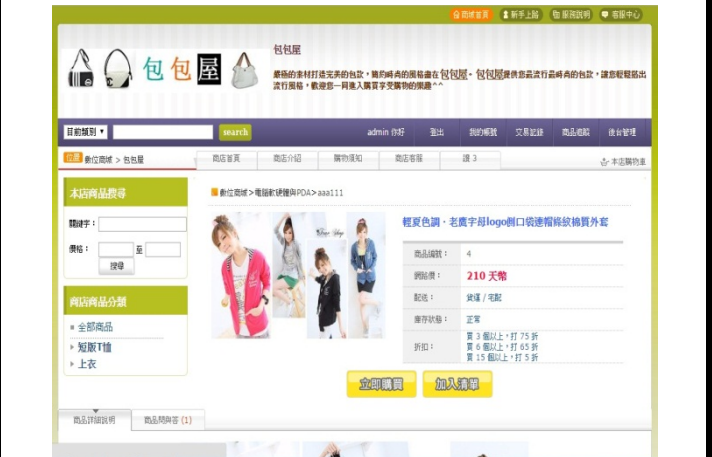 商城首頁 新手上路 服務說明 客服中心
包包屋
包包屋
嚴極的素材打造完美的包款，簡約時尚的風格盡在包包屋。包包屋提供您最流行最時尚的包款，讓您輕鬆搭出
流行風格，歡迎您一同進入購買享受購物的樂趣^^
目前類別 search admin 你好 登出 我的帳號 交易記錄 商品追蹤 後台管理
位置 數位商城 > 包包屋 商店首頁 商店介紹 購物須知 商店客服 選 3 本店購物車
本店商品搜尋
關鍵字：
價格： 至
搜尋
商店商品分類
全部商品
短版T恤
上衣
數位商城>電腦軟硬體與PDA>aaa111
輕夏色調．老鷹字母logo側口袋連帽條紋棉質外套
商品編號： 4
網路價： 210 天幣
配送： 貨運 / 宅配
庫存狀態： 正常
折扣： 買 3 個以上，打 75 折
買 6 個以上，打 65 折
買 15 個以上，打 5 折
立即購買 加入清單
商品詳細說明 商品問與答 (1)